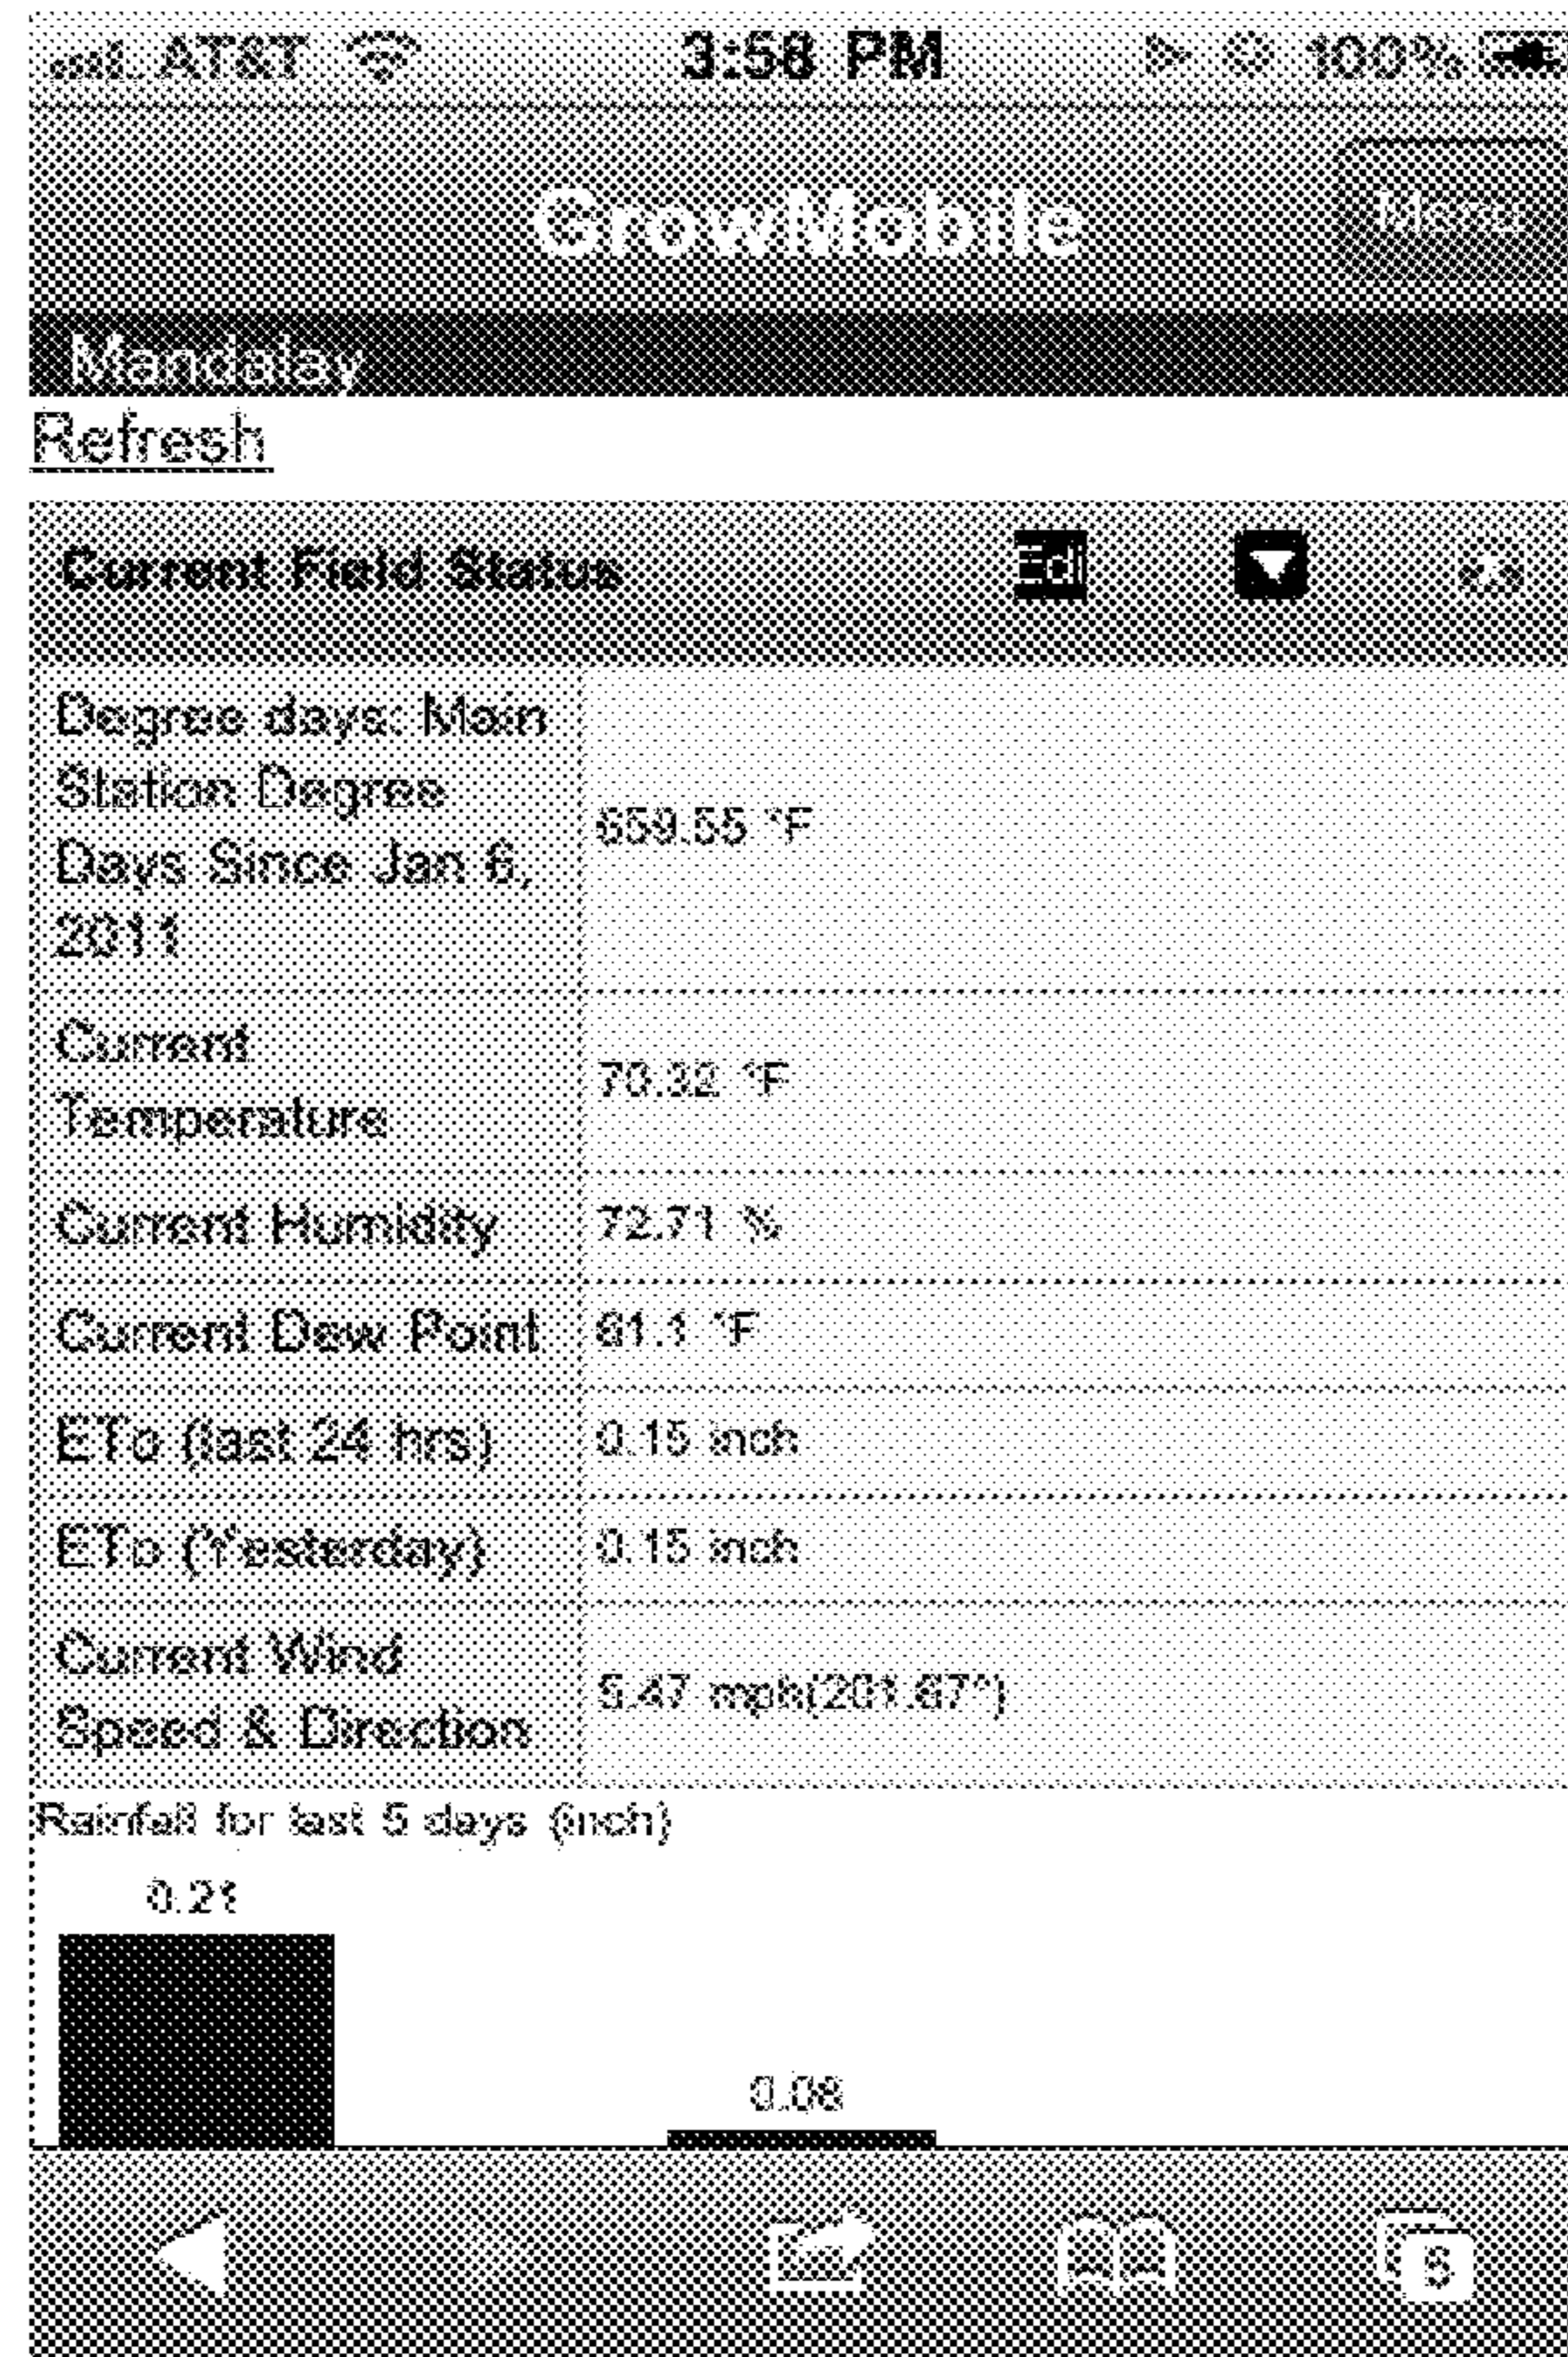 AT&T 3:58 PM 100%
GrowMobile
Menu
Mandalay
Refresh
Current Field Status
Degree days: Main
Station Degree
Days Since Jan 6,
2011
659.55 °F
Current
Temperature
70.32 °F
Current Humidity
72.71 %
Current Dew Point
61.1 °F
ETo (last 24 hrs)
0.15 inch
ETo (Yesterday)
0.15 inch
Current Wind
Speed & Direction
5.47 mph(201.67°)
Rainfall for last 5 days (inch)
0.21
0.08